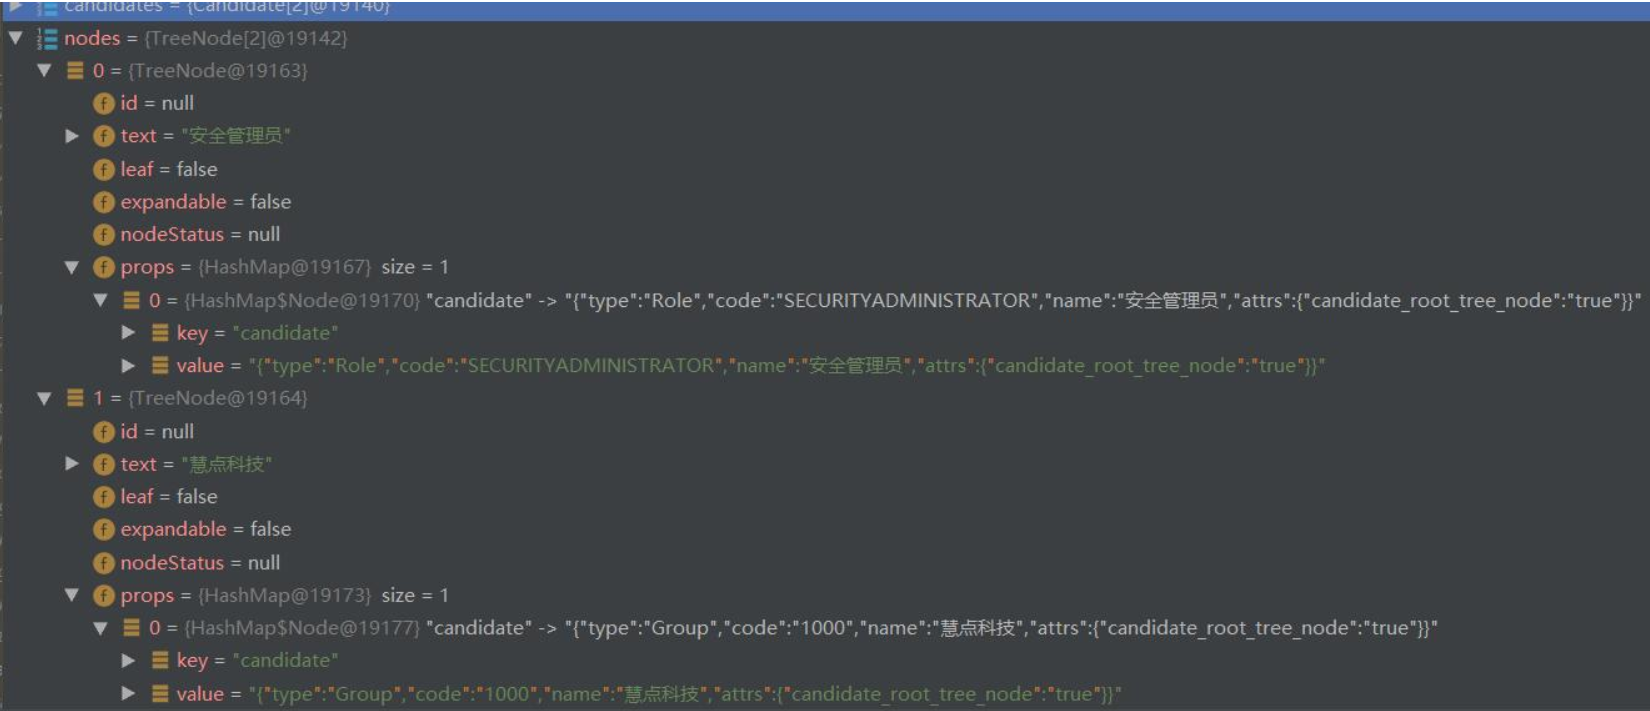 candidates = {Candidate[2]@19140}
nodes = {TreeNode[2]@19142}
0 = {TreeNode@19163}
id = null
text = "安全管理员"
leaf = false
expandable = false
nodeStatus = null
props = {HashMap@19167} size = 1
0 = {HashMap$Node@19170} "candidate" -> "{"type":"Role","code":"SECURITYADMINISTRATOR","name":"安全管理员","attrs":{"candidate_root_tree_node":"true"}}"
key = "candidate"
value = "{"type":"Role","code":"SECURITYADMINISTRATOR","name":"安全管理员","attrs":{"candidate_root_tree_node":"true"}}"
1 = {TreeNode@19164}
id = null
text = "慧点科技"
leaf = false
expandable = false
nodeStatus = null
props = {HashMap@19173} size = 1
0 = {HashMap$Node@19177} "candidate" -> "{"type":"Group","code":"1000","name":"慧点科技","attrs":{"candidate_root_tree_node":"true"}}"
key = "candidate"
value = "{"type":"Group","code":"1000","name":"慧点科技","attrs":{"candidate_root_tree_node":"true"}}"